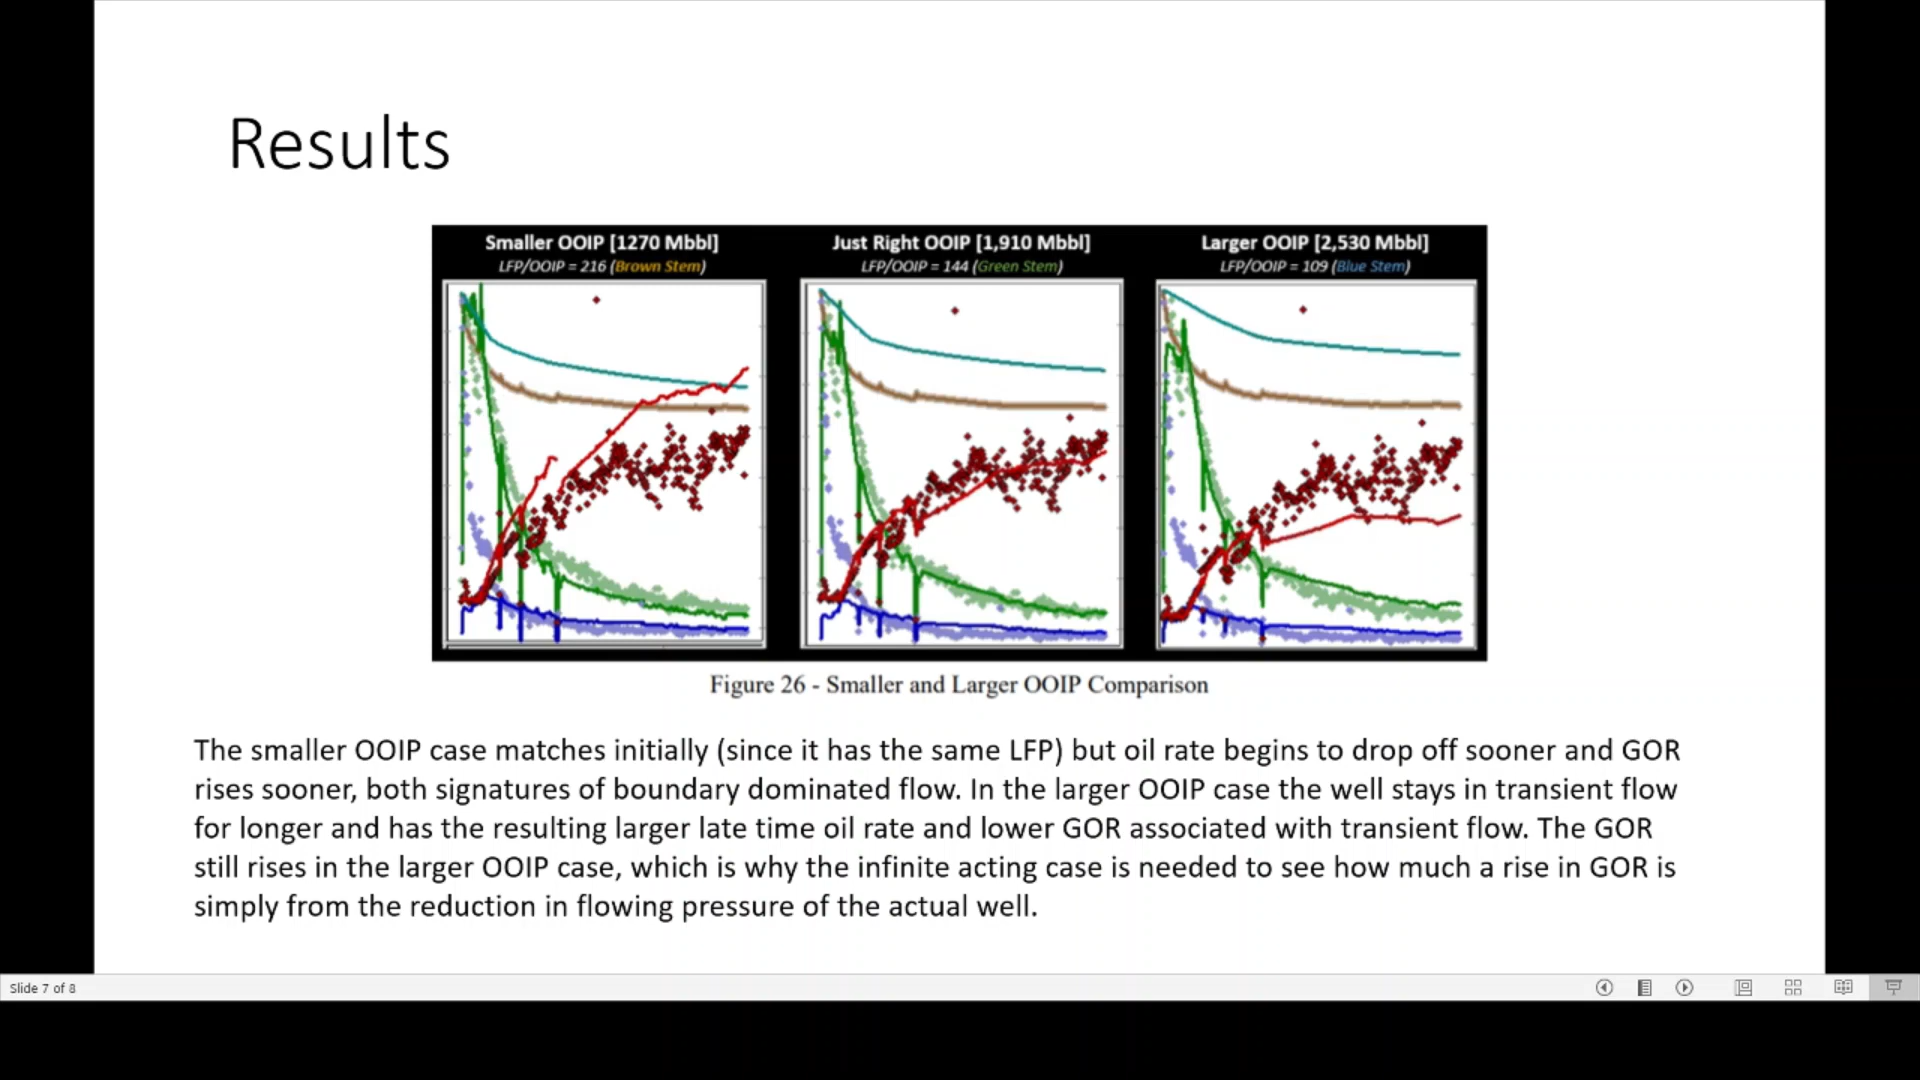 Results
Smaller OOIP [1270 Mbbl]
LFP/OOIP = 216 (Brown Stem)
Just Right OOIP [1,910 Mbbl]
LFP/OOIP = 144 (Green Stem)
Larger OOIP [2,530 Mbbl]
LFP/OOIP = 109 (Blue Stem)
Figure 26 - Smaller and Larger OOIP Comparison
The smaller OOIP case matches initially (since it has the same LFP) but oil rate begins to drop off sooner and GOR
rises sooner, both signatures of boundary dominated flow. In the larger OOIP case the well stays in transient flow
for longer and has the resulting larger late time oil rate and lower GOR associated with transient flow. The GOR
still rises in the larger OOIP case, which is why the infinite acting case is needed to see how much a rise in GOR is
simply from the reduction in flowing pressure of the actual well.
Slide 7 of 8